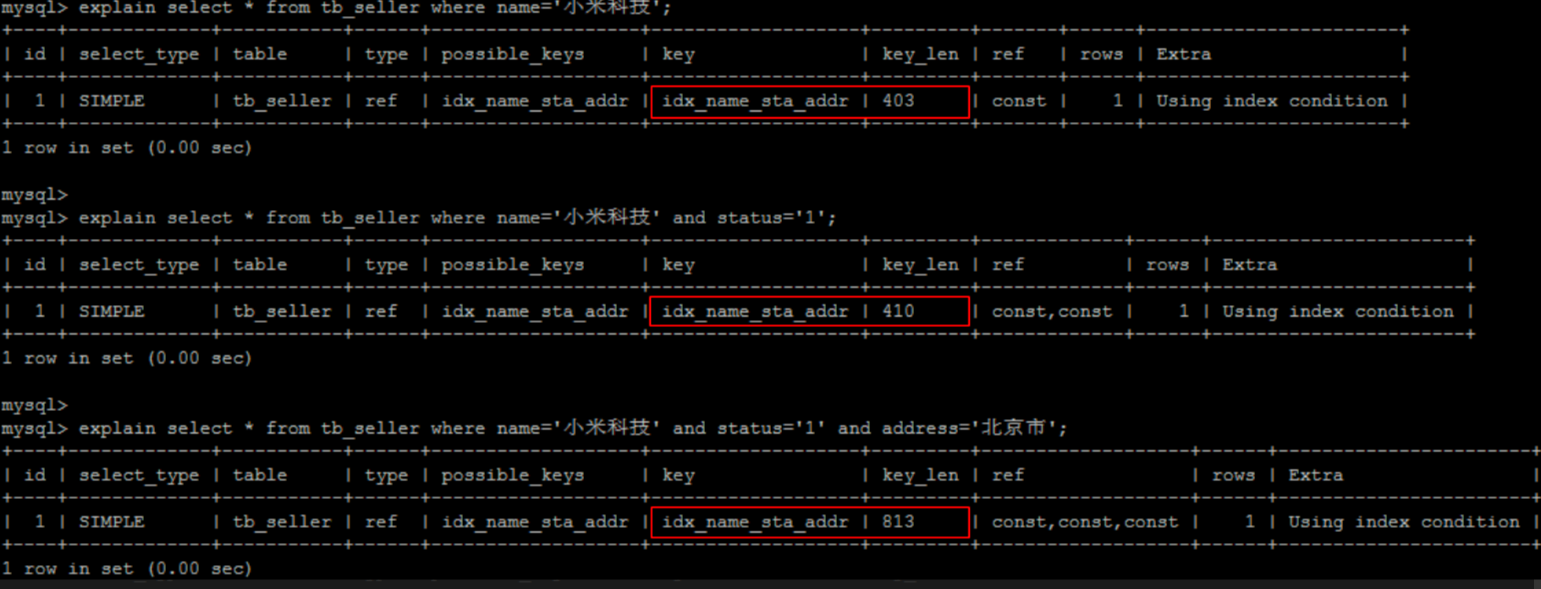 mysql> explain select * from tb_seller where name='小米科技';
+----+-------------+-----------+------+------------------+------------------+---------+-------+------+-----------------------+
| id | select_type | table | type | possible_keys | key | key_len | ref | rows | Extra |
+----+-------------+-----------+------+------------------+------------------+---------+-------+------+-----------------------+
| 1 | SIMPLE | tb_seller | ref | idx_name_sta_addr | idx_name_sta_addr | 403 | const | 1 | Using index condition |
+----+-------------+-----------+------+------------------+------------------+---------+-------+------+-----------------------+
1 row in set (0.00 sec)
mysql>
mysql> explain select * from tb_seller where name='小米科技' and status='1';
+----+-------------+-----------+------+------------------+------------------+---------+-------------+------+-----------------------+
| id | select_type | table | type | possible_keys | key | key_len | ref | rows | Extra |
+----+-------------+-----------+------+------------------+------------------+---------+-------------+------+-----------------------+
| 1 | SIMPLE | tb_seller | ref | idx_name_sta_addr | idx_name_sta_addr | 410 | const,const | 1 | Using index condition |
+----+-------------+-----------+------+------------------+------------------+---------+-------------+------+-----------------------+
1 row in set (0.00 sec)
mysql>
mysql> explain select * from tb_seller where name='小米科技' and status='1' and address='北京市';
+----+-------------+-----------+------+------------------+------------------+---------+-------------------+------+-----------------------+
| id | select_type | table | type | possible_keys | key | key_len | ref | rows | Extra |
+----+-------------+-----------+------+------------------+------------------+---------+-------------------+------+-----------------------+
| 1 | SIMPLE | tb_seller | ref | idx_name_sta_addr | idx_name_sta_addr | 813 | const,const,const | 1 | Using index condition |
+----+-------------+-----------+------+------------------+------------------+---------+-------------------+------+-----------------------+
1 row in set (0.00 sec)